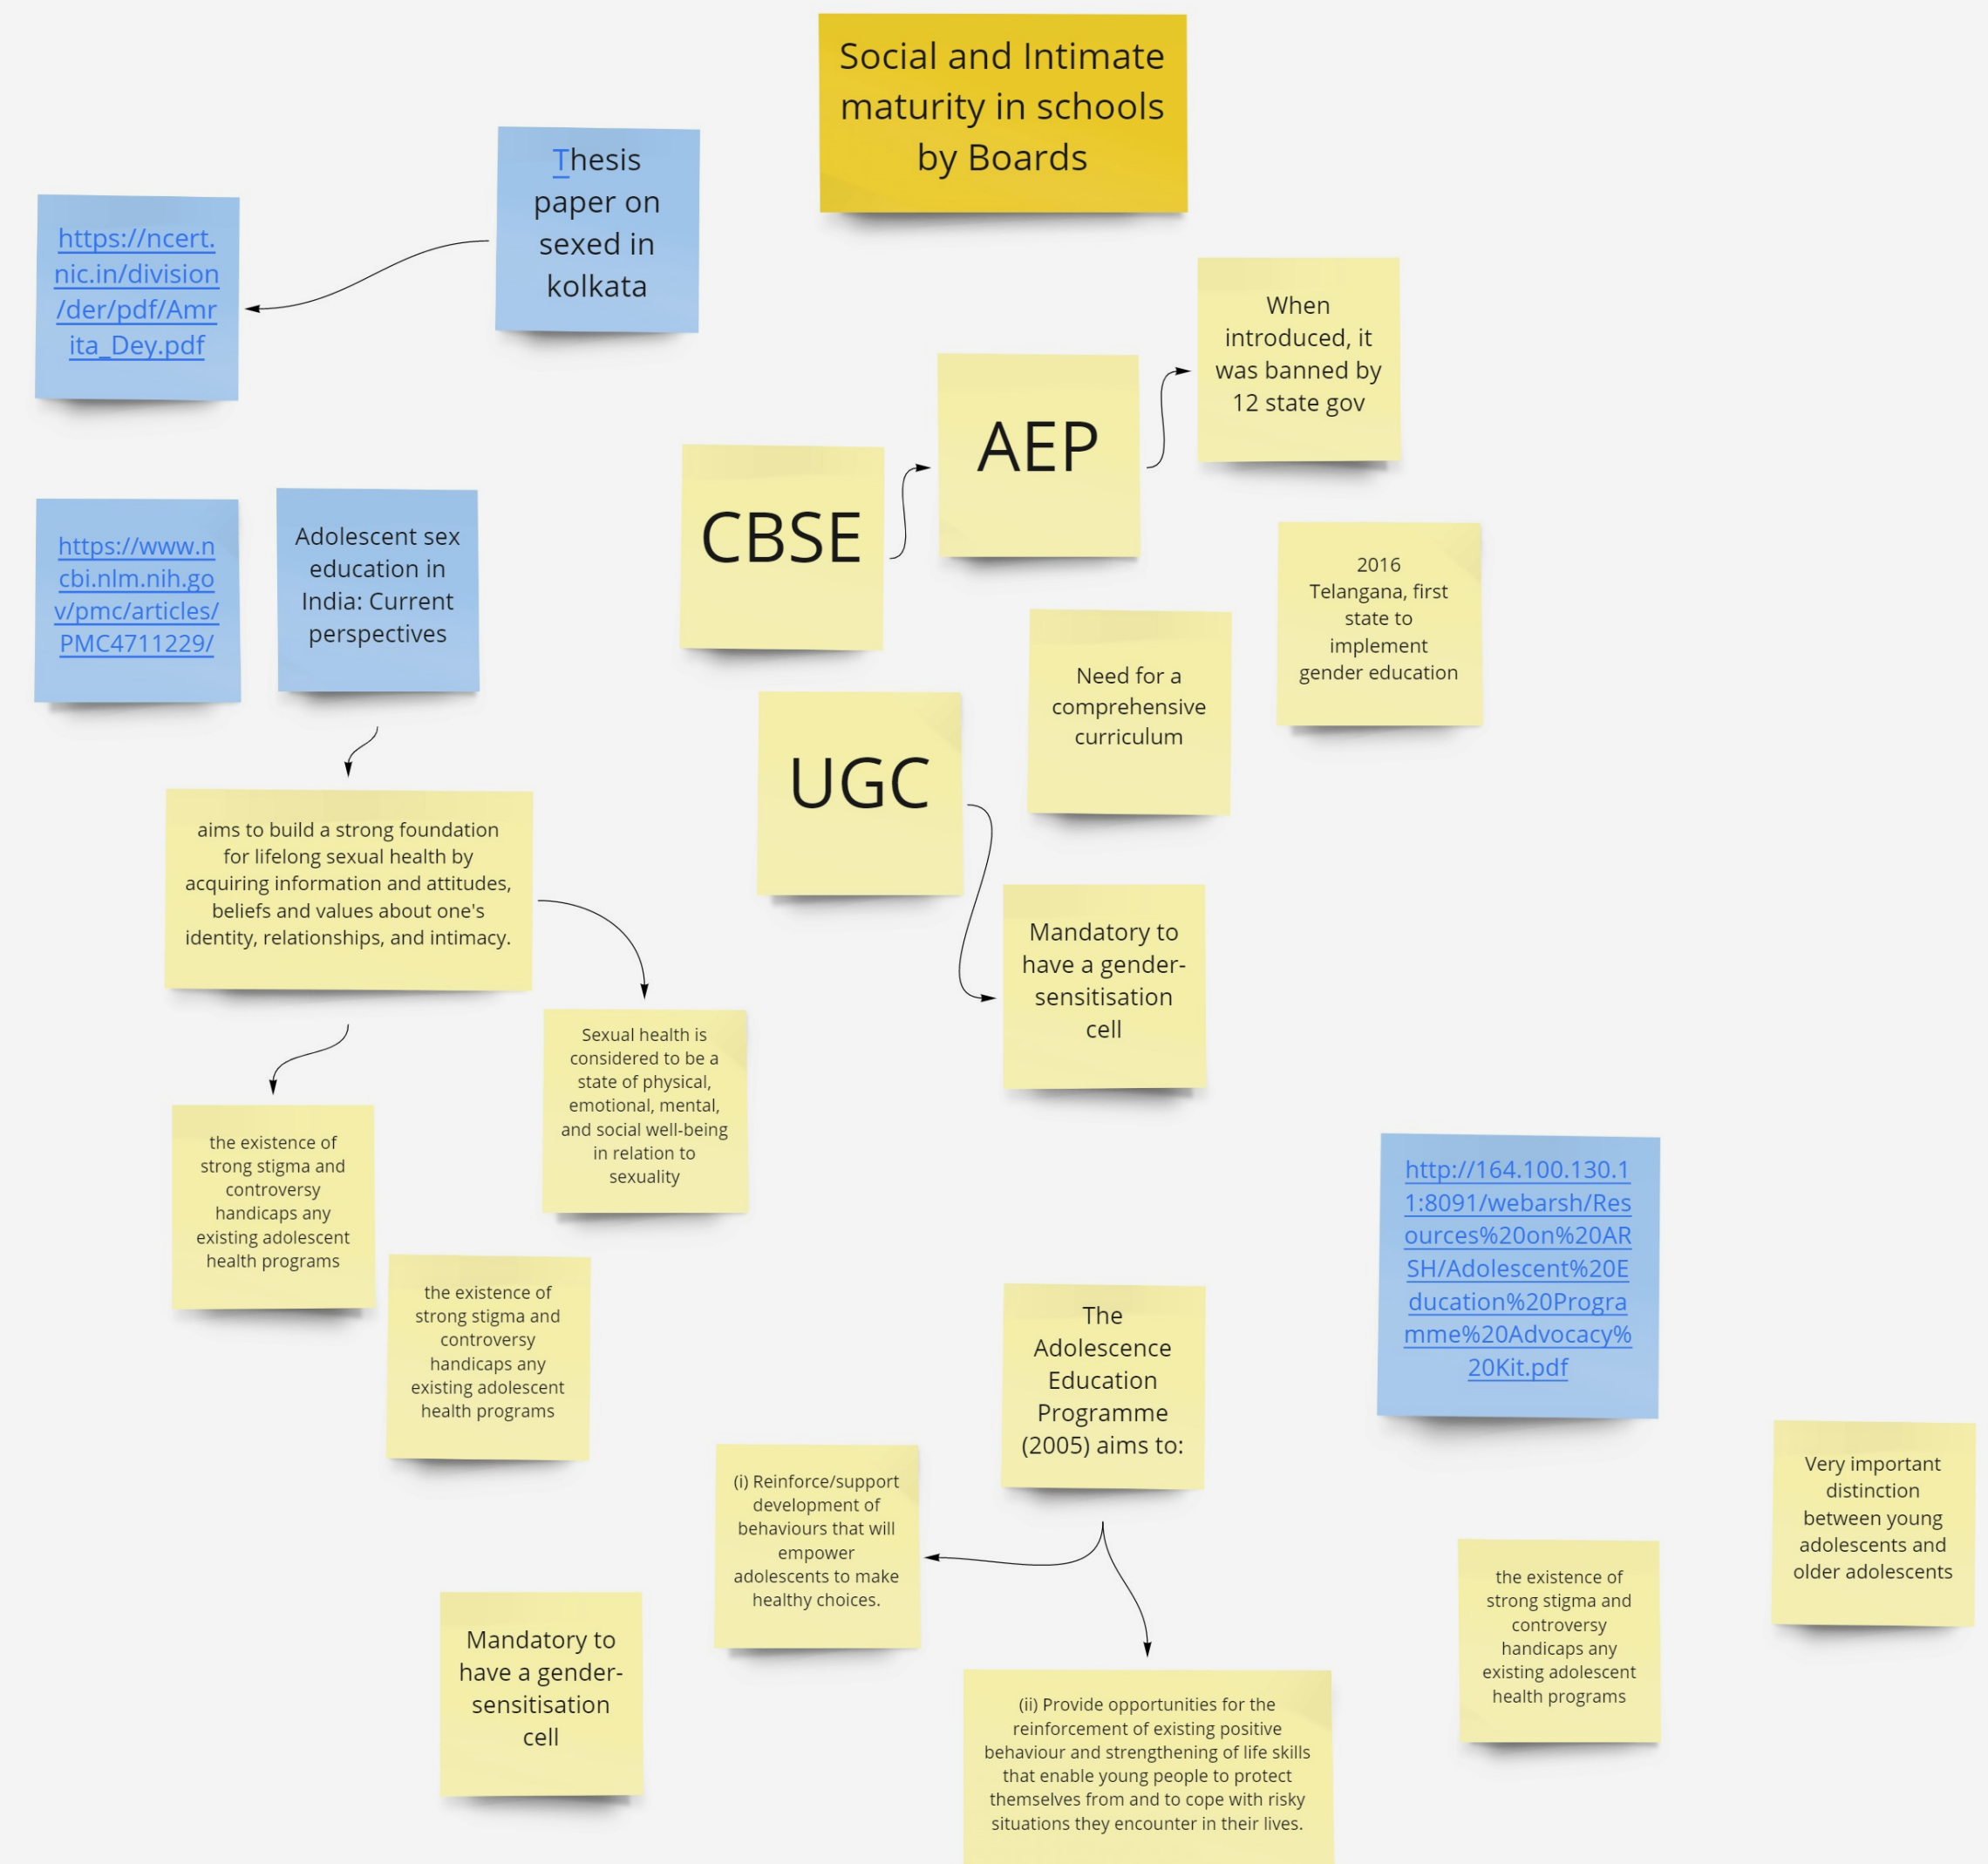 Social and Intimate
maturity in schools
by Boards
Thesis
paper on
sexed in
kolkata
https://ncert.
nic.in/division
/der/pdf/Amr
ita_Dey.pdf
When
introduced, it
was banned by
12 state gov
AEP
CBSE
https://www.n
cbi.nlm.nih.go
v/pmc/articles/
PMC4711229/
Adolescent sex
education in
India: Current
perspectives
2016
Telangana, first
state to
implement
gender education
Need for a
comprehensive
curriculum
UGC
aims to build a strong foundation
for lifelong sexual health by
acquiring information and attitudes,
beliefs and values about one's
identity, relationships, and intimacy.
Mandatory to
have a gender-
sensitisation
cell
Sexual health is
considered to be a
state of physical,
emotional, mental,
and social well-being
in relation to
sexuality
the existence of
strong stigma and
controversy
handicaps any
existing adolescent
health programs
the existence of
strong stigma and
controversy
handicaps any
existing adolescent
health programs
http://164.100.130.1
1:8091/webarsh/Res
ources%20on%20AR
SH/Adolescent%20E
ducation%20Progra
mme%20Advocacy%
20Kit.pdf
The
Adolescence
Education
Programme
(2005) aims to:
(i) Reinforce/support
development of
behaviours that will
empower
adolescents to make
healthy choices.
Very important
distinction
between young
adolescents and
older adolescents
the existence of
strong stigma and
controversy
handicaps any
existing adolescent
health programs
Mandatory to
have a gender-
sensitisation
cell
(ii) Provide opportunities for the
reinforcement of existing positive
behaviour and strengthening of life skills
that enable young people to protect
themselves from and to cope with risky
situations they encounter in their lives.